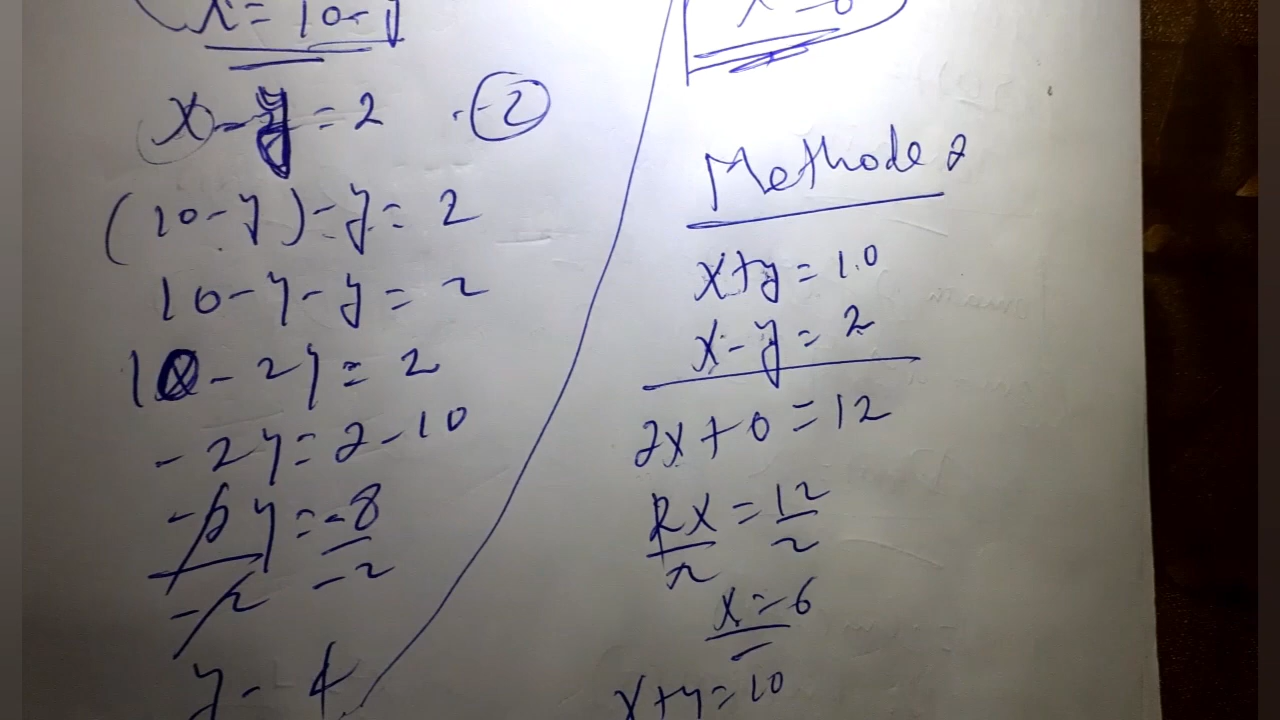 x = 10-y
x - y = 2 -②
(10-y) - y = 2
10 - y - y = 2
10 - 2y = 2
-2y = 2-10
-2y = -8
-2 -2
y = 4
Methode 2
x+y = 10
x-y = 2
2x + 0 = 12
2x = 12
2 2
x = 6
x+y = 10